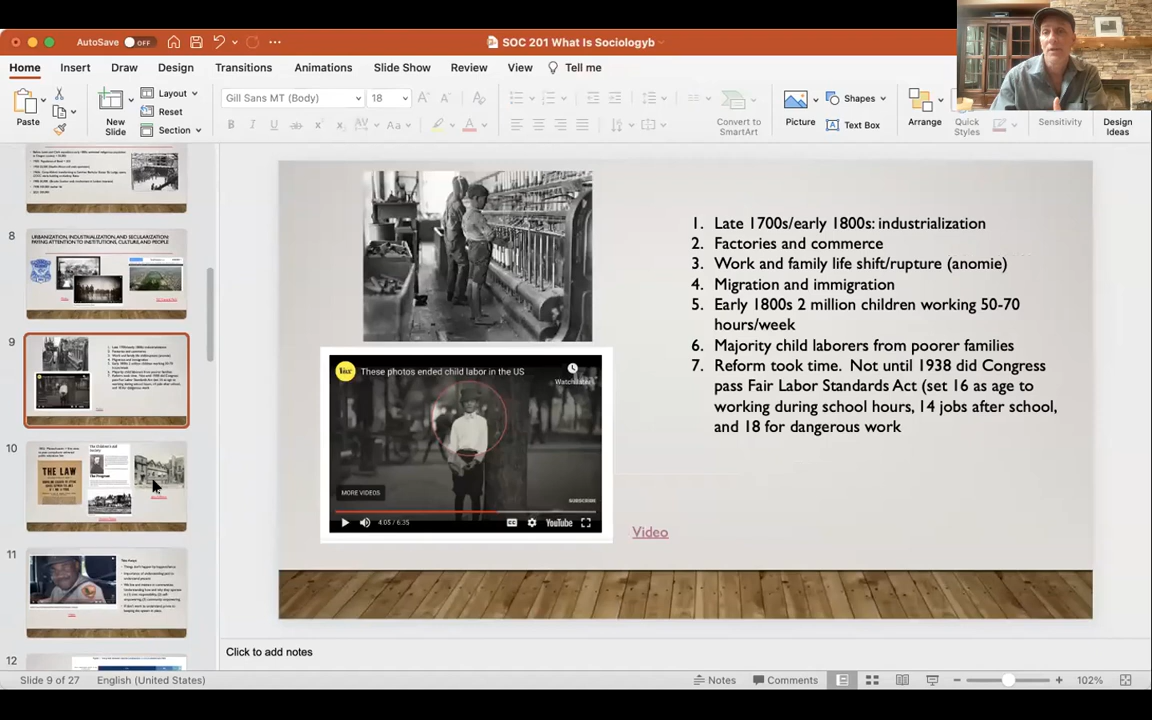 AutoSave OFF
SOC 201 What Is Sociologyb
Home Insert Draw Design Transitions Animations Slide Show Review View Tell me
Paste
New
Slide
Layout
Reset
Section
Gill Sans MT (Body) 18
Convert to
SmartArt
Picture
Shapes
Text Box
Arrange
Quick
Styles
Sensitivity
Design
Ideas
8
URBANIZATION, INDUSTRIALIZATION, AND SECULARIZATION:
PAYING ATTENTION TO INSTITUTIONS, CULTURE, AND PEOPLE
9
10
THE LAW
11
12
These photos ended child labor in the US
MORE VIDEOS
SUBSCRIBE
4:05 / 6:35
YouTube
Video
1. Late 1700s/early 1800s: industrialization
2. Factories and commerce
3. Work and family life shift/rupture (anomie)
4. Migration and immigration
5. Early 1800s 2 million children working 50-70
hours/week
6. Majority child laborers from poorer families
7. Reform took time. Not until 1938 did Congress
pass Fair Labor Standards Act (set 16 as age to
working during school hours, 14 jobs after school,
and 18 for dangerous work
Click to add notes
Slide 9 of 27 English (United States) Notes Comments 102%